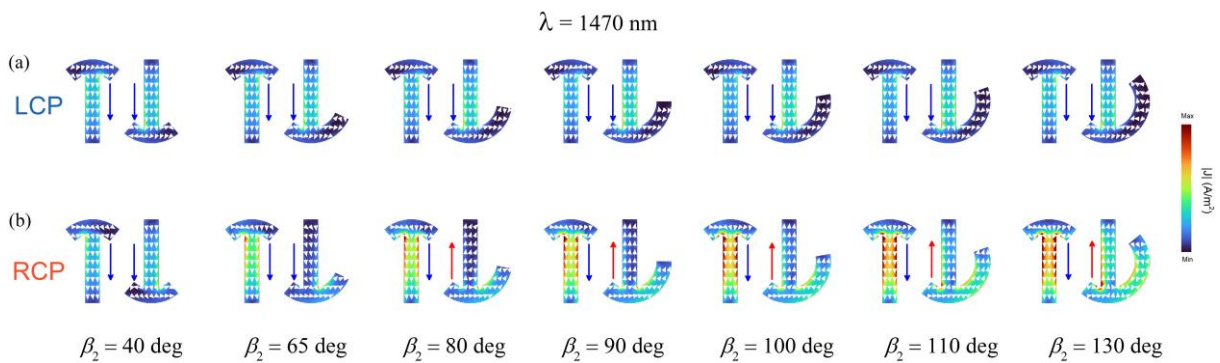 λ = 1470 nm
(a)
LCP
Max
|J| (A/m²)
Min
(b)
RCP
β₂ = 40 deg β₂ = 65 deg β₂ = 80 deg β₂ = 90 deg β₂ = 100 deg β₂ = 110 deg β₂ = 130 deg